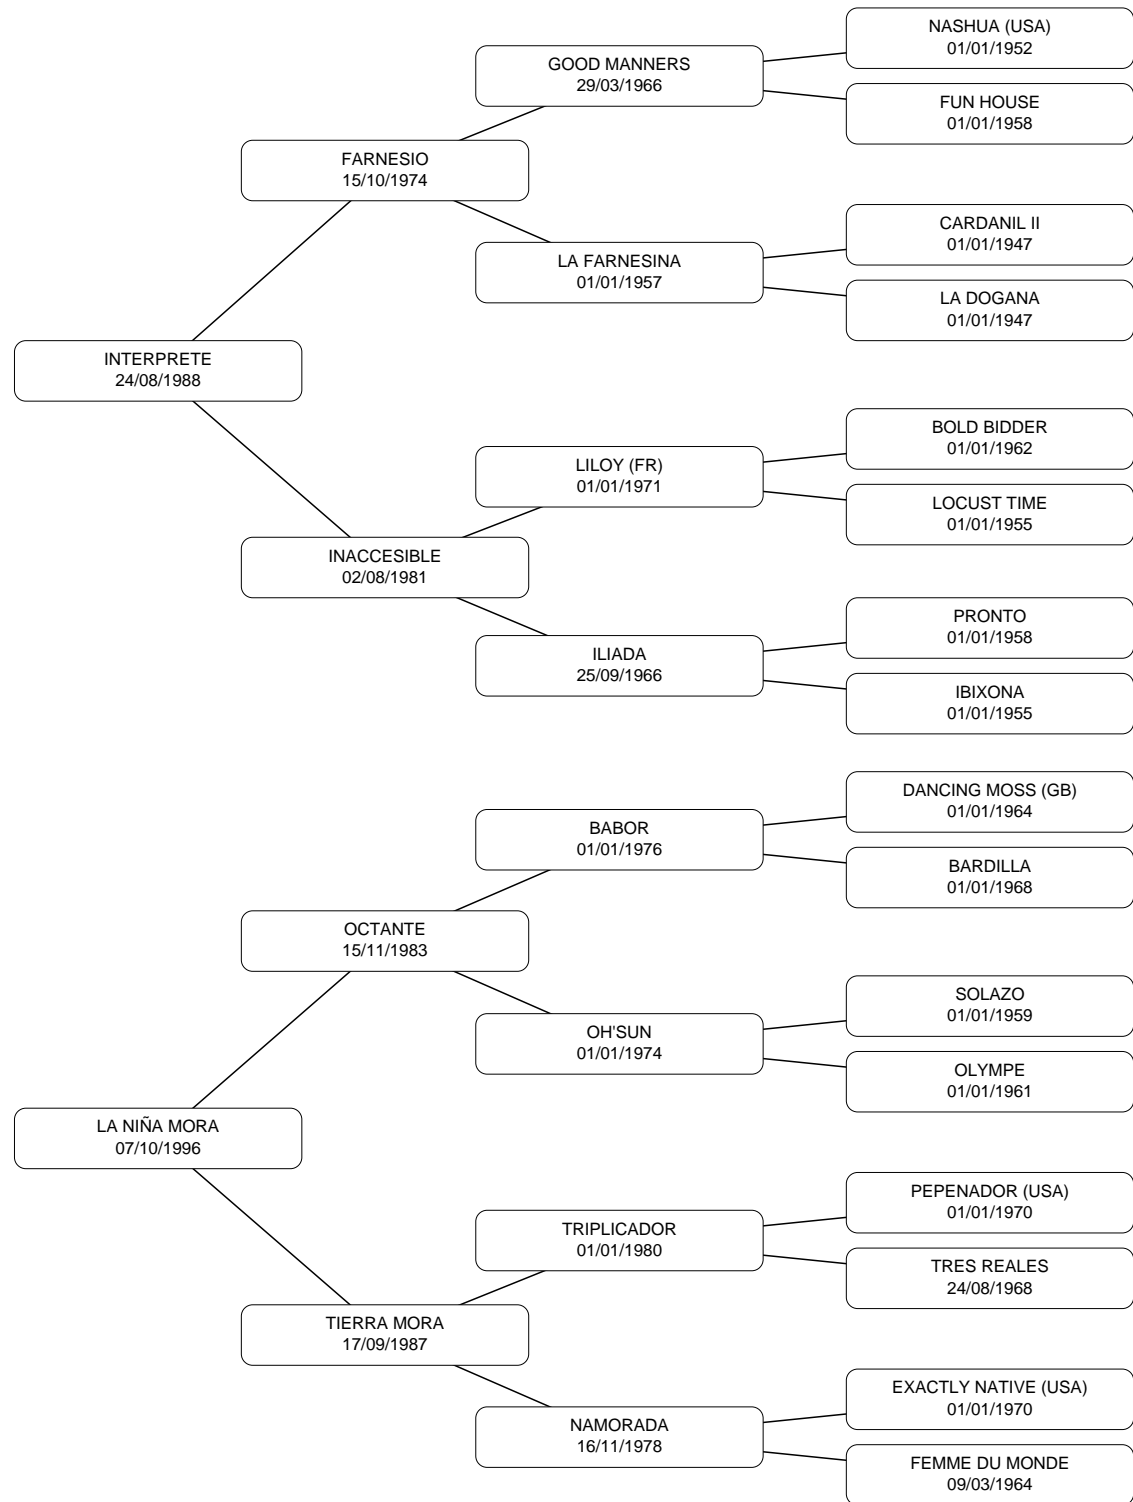 NASHUA (USA)
01/01/1952
GOOD MANNERS
29/03/1966
FUN HOUSE
01/01/1958
FARNESIO
15/10/1974
CARDANIL II
01/01/1947
LA FARNESINA
01/01/1957
LA DOGANA
01/01/1947
INTERPRETE
24/08/1988
BOLD BIDDER
01/01/1962
LILOY (FR)
01/01/1971
LOCUST TIME
01/01/1955
INACCESIBLE
02/08/1981
PRONTO
01/01/1958
ILIADA
25/09/1966
IBIXONA
01/01/1955
DANCING MOSS (GB)
01/01/1964
BABOR
01/01/1976
BARDILLA
01/01/1968
OCTANTE
15/11/1983
SOLAZO
01/01/1959
OH'SUN
01/01/1974
OLYMPE
01/01/1961
LA NIÑA MORA
07/10/1996
PEPENADOR (USA)
01/01/1970
TRIPLICADOR
01/01/1980
TRES REALES
24/08/1968
TIERRA MORA
17/09/1987
EXACTLY NATIVE (USA)
01/01/1970
NAMORADA
16/11/1978
FEMME DU MONDE
09/03/1964